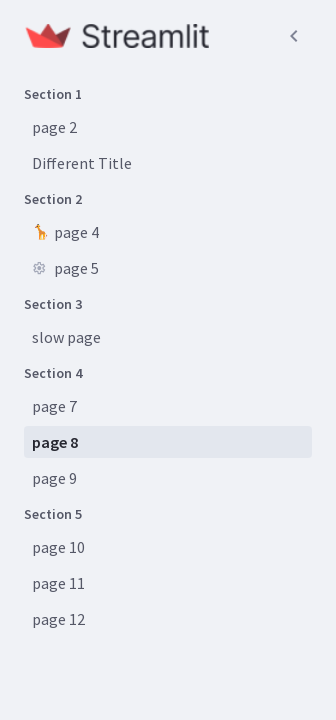 Streamlit
Section 1
page 2
Different Title
Section 2
page 4
page 5
Section 3
slow page
Section 4
page 7
page 8
page 9
Section 5
page 10
page 11
page 12